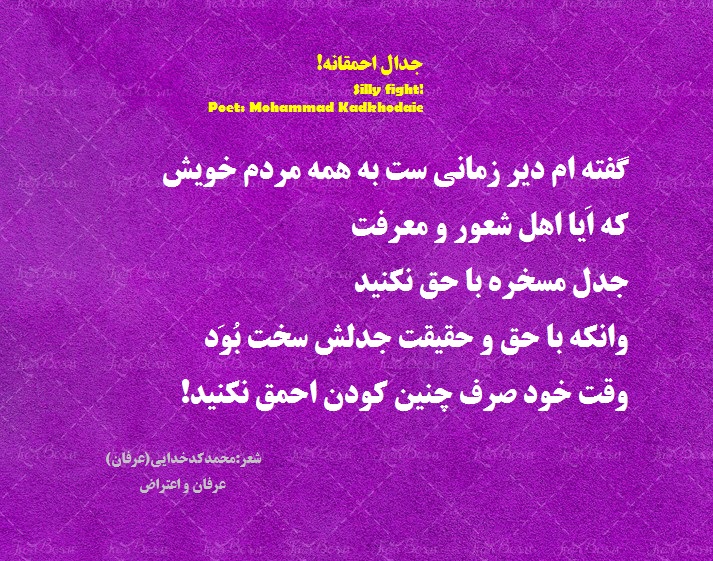 جدال احمقانه!
Silly fight!
Poet: Mohammad Kadkhodaie
گفته ام دیر زمانی ست به همه مردم خویش
که اَیا اهل شعور و معرفت
جدل مسخره با حق نکنید
وانکه با حق و حقیقت جدلش سخت بُوَد
وقت خود صرف چنین کودن احمق نکنید!
شعر:محمدکدخدایی(عرفان)
عرفان و اعتراض